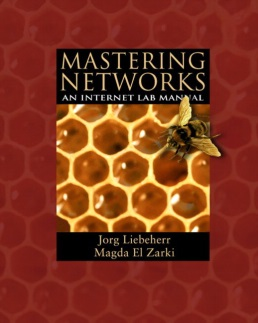 MASTERING
NETWORKS
AN INTERNET LAB MANUAL
Jorg Liebeherr
Magda El Zarki